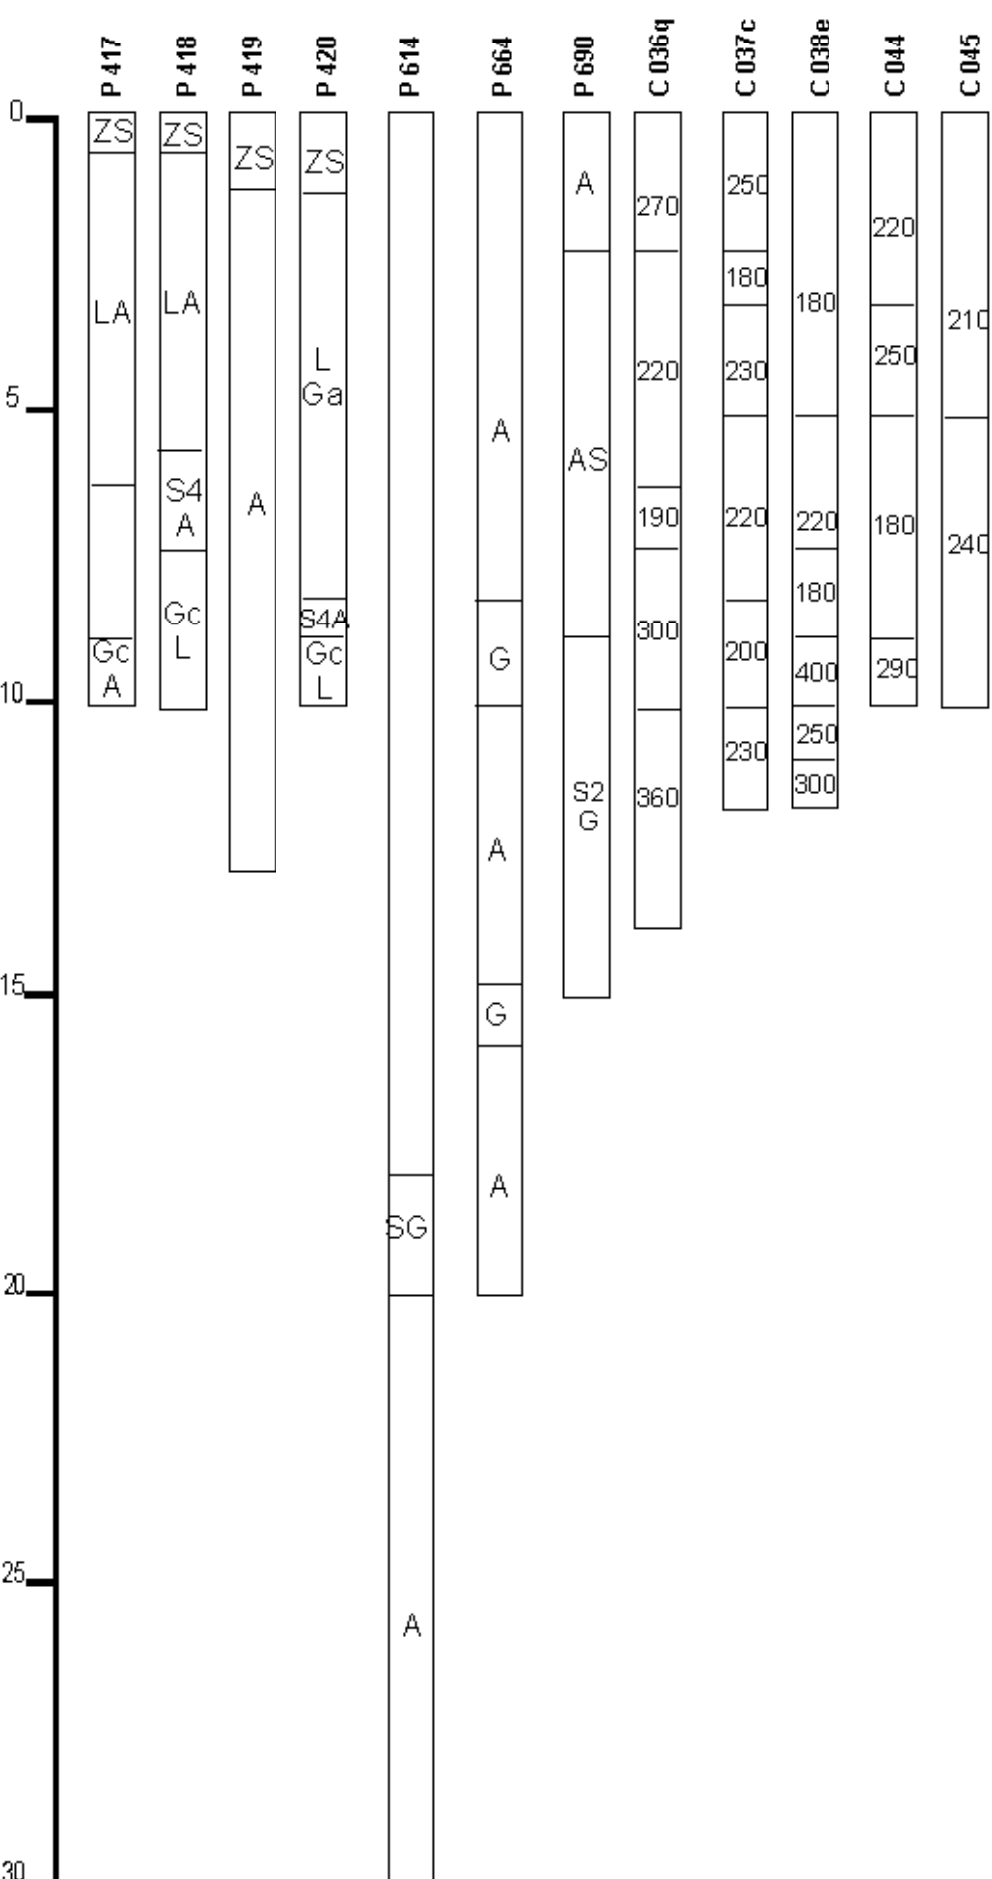 P 417
P 418
P 419
P 420
P 614
P 664
P 690
C 036q
C 037c
C 038e
C 044
C 045
0
5
10
15
20
25
30
ZS
LA
Gc
A
ZS
LA
S4
A
Gc
L
ZS
A
ZS
L
Ga
S4A
Gc
L
SG
A
A
G
A
G
A
A
AS
S2
G
270
220
190
300
360
250
180
230
220
200
230
180
220
180
400
250
300
220
250
180
290
210
240